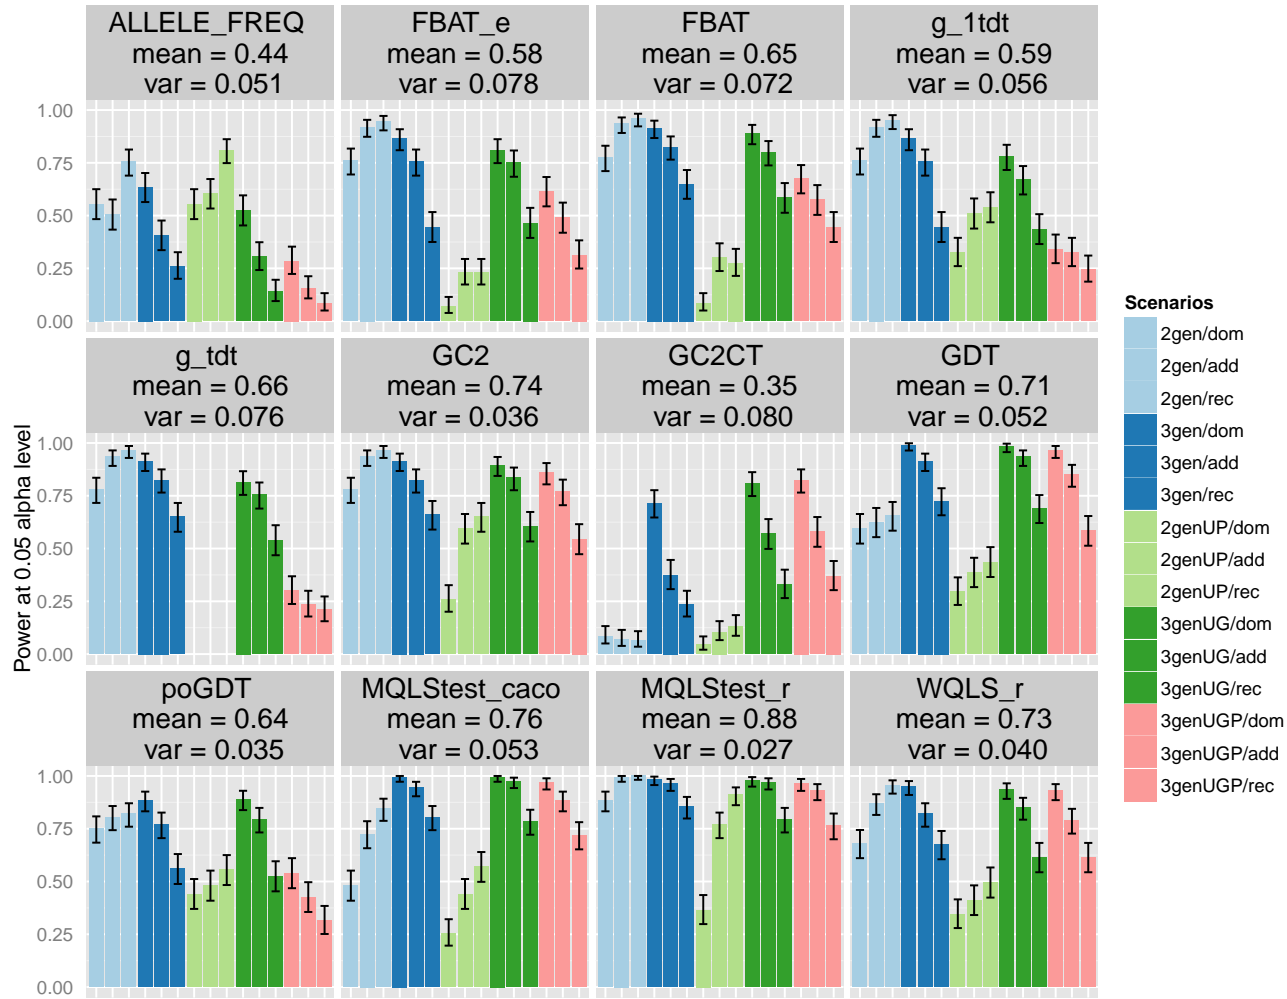 ALLELE_FREQ
mean = 0.44
var = 0.051
FBAT_e
mean = 0.58
var = 0.078
FBAT
mean = 0.65
var = 0.072
g_1tdt
mean = 0.59
var = 0.056
1.00
0.75
0.50
0.25
0.00
g_tdt
mean = 0.66
var = 0.076
GC2
mean = 0.74
var = 0.036
GC2CT
mean = 0.35
var = 0.080
GDT
mean = 0.71
var = 0.052
1.00
0.75
0.50
0.25
0.00
poGDT
mean = 0.64
var = 0.035
MQLStest_caco
mean = 0.76
var = 0.053
MQLStest_r
mean = 0.88
var = 0.027
WQLS_r
mean = 0.73
var = 0.040
1.00
0.75
0.50
0.25
0.00
Power at 0.05 alpha level
Scenarios
2gen/dom
2gen/add
2gen/rec
3gen/dom
3gen/add
3gen/rec
2genUP/dom
2genUP/add
2genUP/rec
3genUG/dom
3genUG/add
3genUG/rec
3genUGP/dom
3genUGP/add
3genUGP/rec